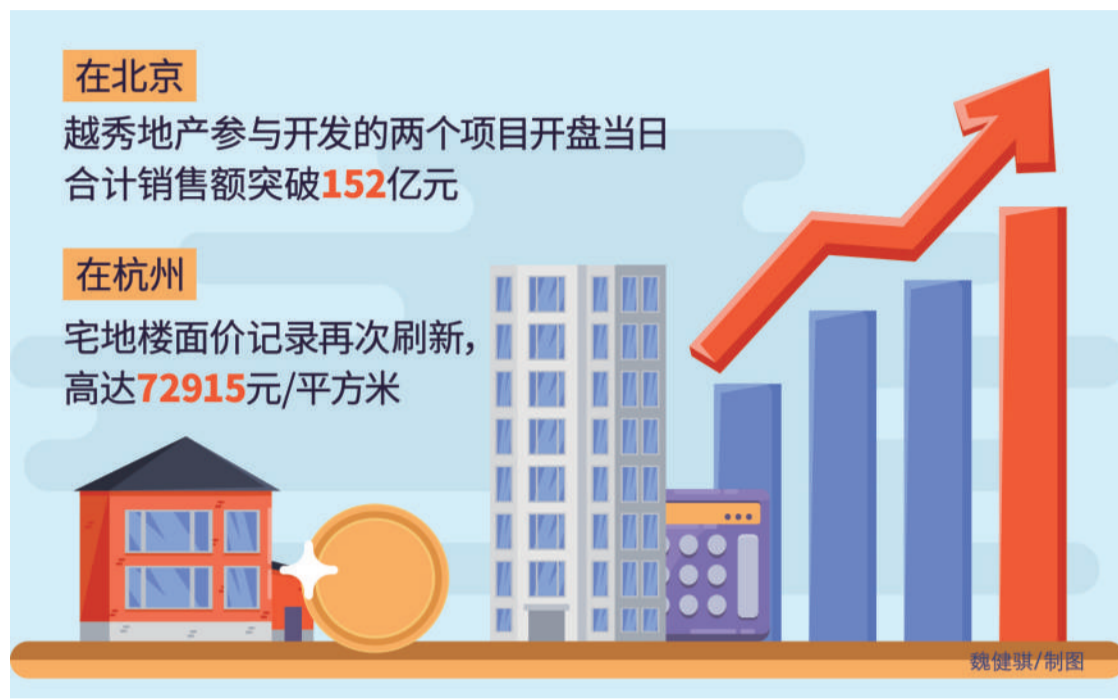 在北京
越秀地产参与开发的两个项目开盘当日
合计销售额突破152亿元
在杭州
宅地楼面价记录再次刷新，
高达72915元/平方米
魏健骐/制图